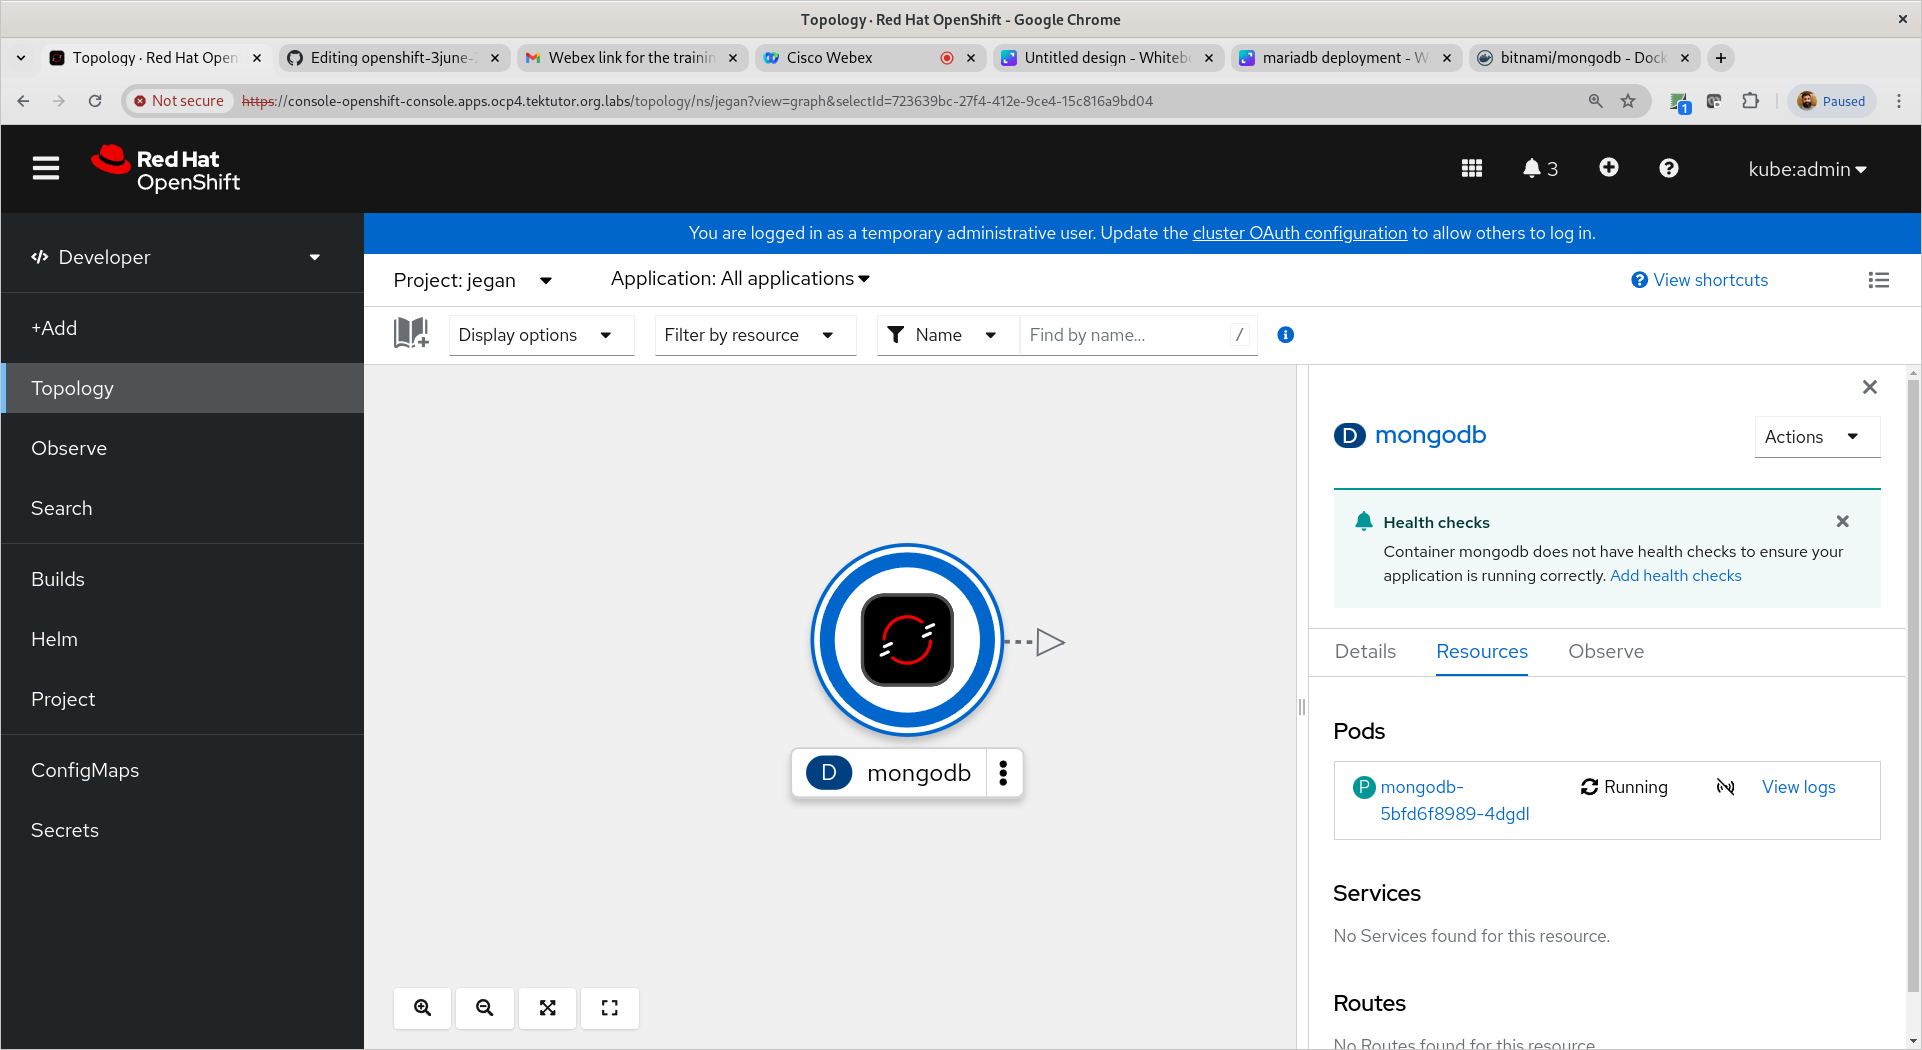 Topology · Red Hat OpenShift - Google Chrome
Topology · Red Hat Open
Editing openshift-3june-
Webex link for the trainin
Cisco Webex
Untitled design - Whitebo
mariadb deployment - W
bitnami/mongodb - Dock
Not secure
https://console-openshift-console.apps.ocp4.tektutor.org.labs/topology/ns/jegan?view=graph&selectId=723639bc-27f4-412e-9ce4-15c816a9bd04
1
Paused
Red Hat
OpenShift
3
kube:admin
You are logged in as a temporary administrative user. Update the cluster OAuth configuration to allow others to log in.
Developer
+Add
Topology
Observe
Search
Builds
Helm
Project
ConfigMaps
Secrets
Project: jegan
Application: All applications
View shortcuts
Display options
Filter by resource
Name
Find by name...
/
D mongodb
D mongodb
Actions
Health checks
Container mongodb does not have health checks to ensure your
application is running correctly. Add health checks
Details
Resources
Observe
Pods
P mongodb-
5bfd6f8989-4dgdl
Running
View logs
Services
No Services found for this resource.
Routes
No Routes found for this resource.